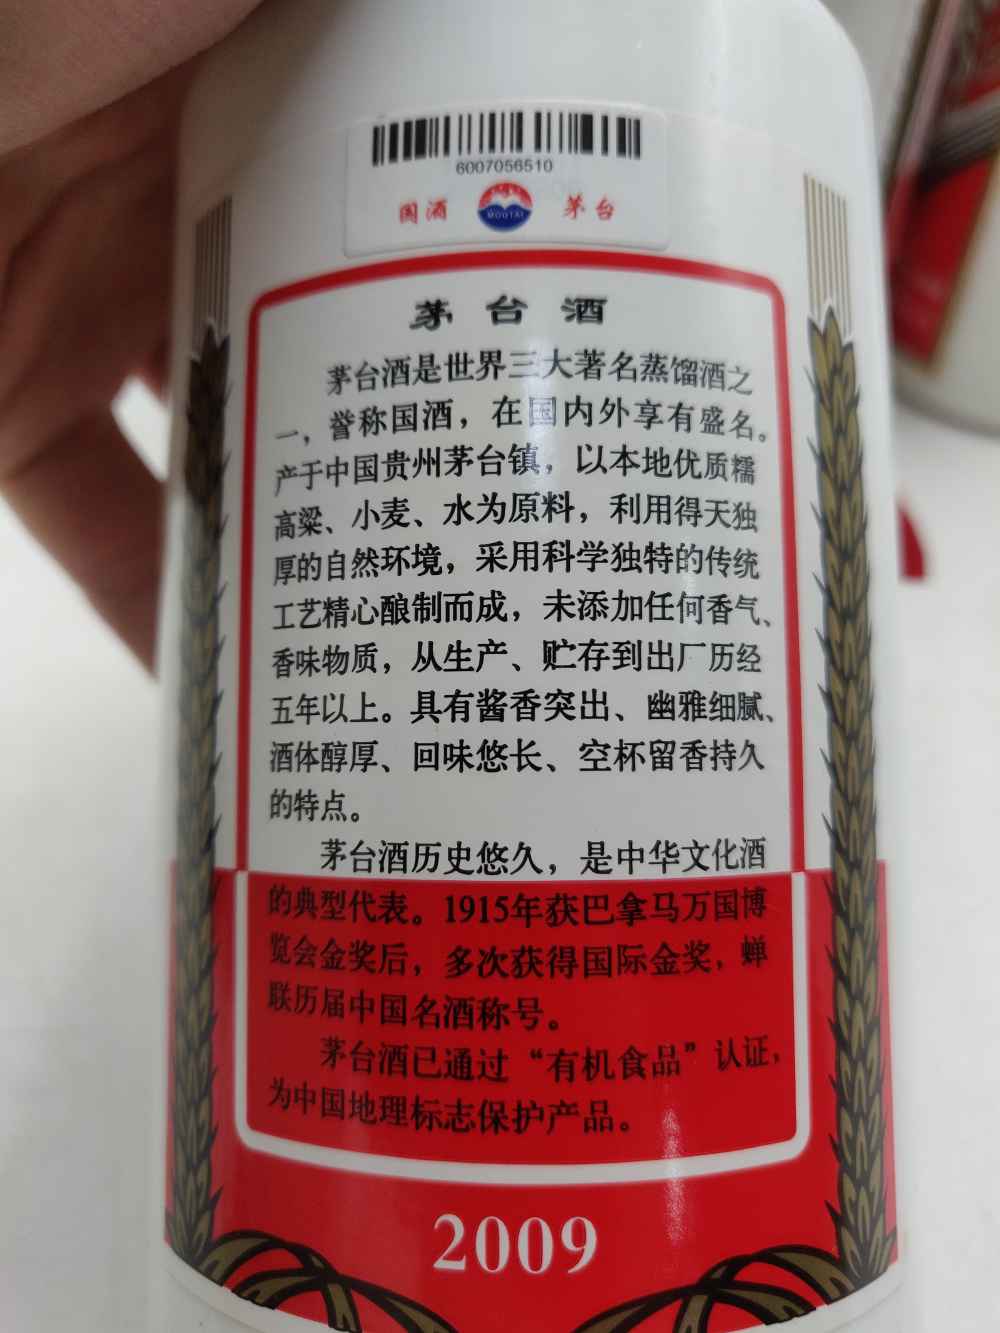 6007056510
国酒 MOUTAI 茅台
茅台酒
茅台酒是世界三大著名蒸馏酒之
一，誉称国酒，在国内外享有盛名。
产于中国贵州茅台镇，以本地优质糯
高粱、小麦、水为原料，利用得天独
厚的自然环境，采用科学独特的传统
工艺精心酿制而成，未添加任何香气、
香味物质，从生产、贮存到出厂历经
五年以上。具有酱香突出、幽雅细腻、
酒体醇厚、回味悠长、空杯留香持久
的特点。
茅台酒历史悠久，是中华文化酒
的典型代表。1915年获巴拿马万国博
览会金奖后，多次获得国际金奖，蝉
联历届中国名酒称号。
茅台酒已通过“有机食品”认证，
为中国地理标志保护产品。
2009